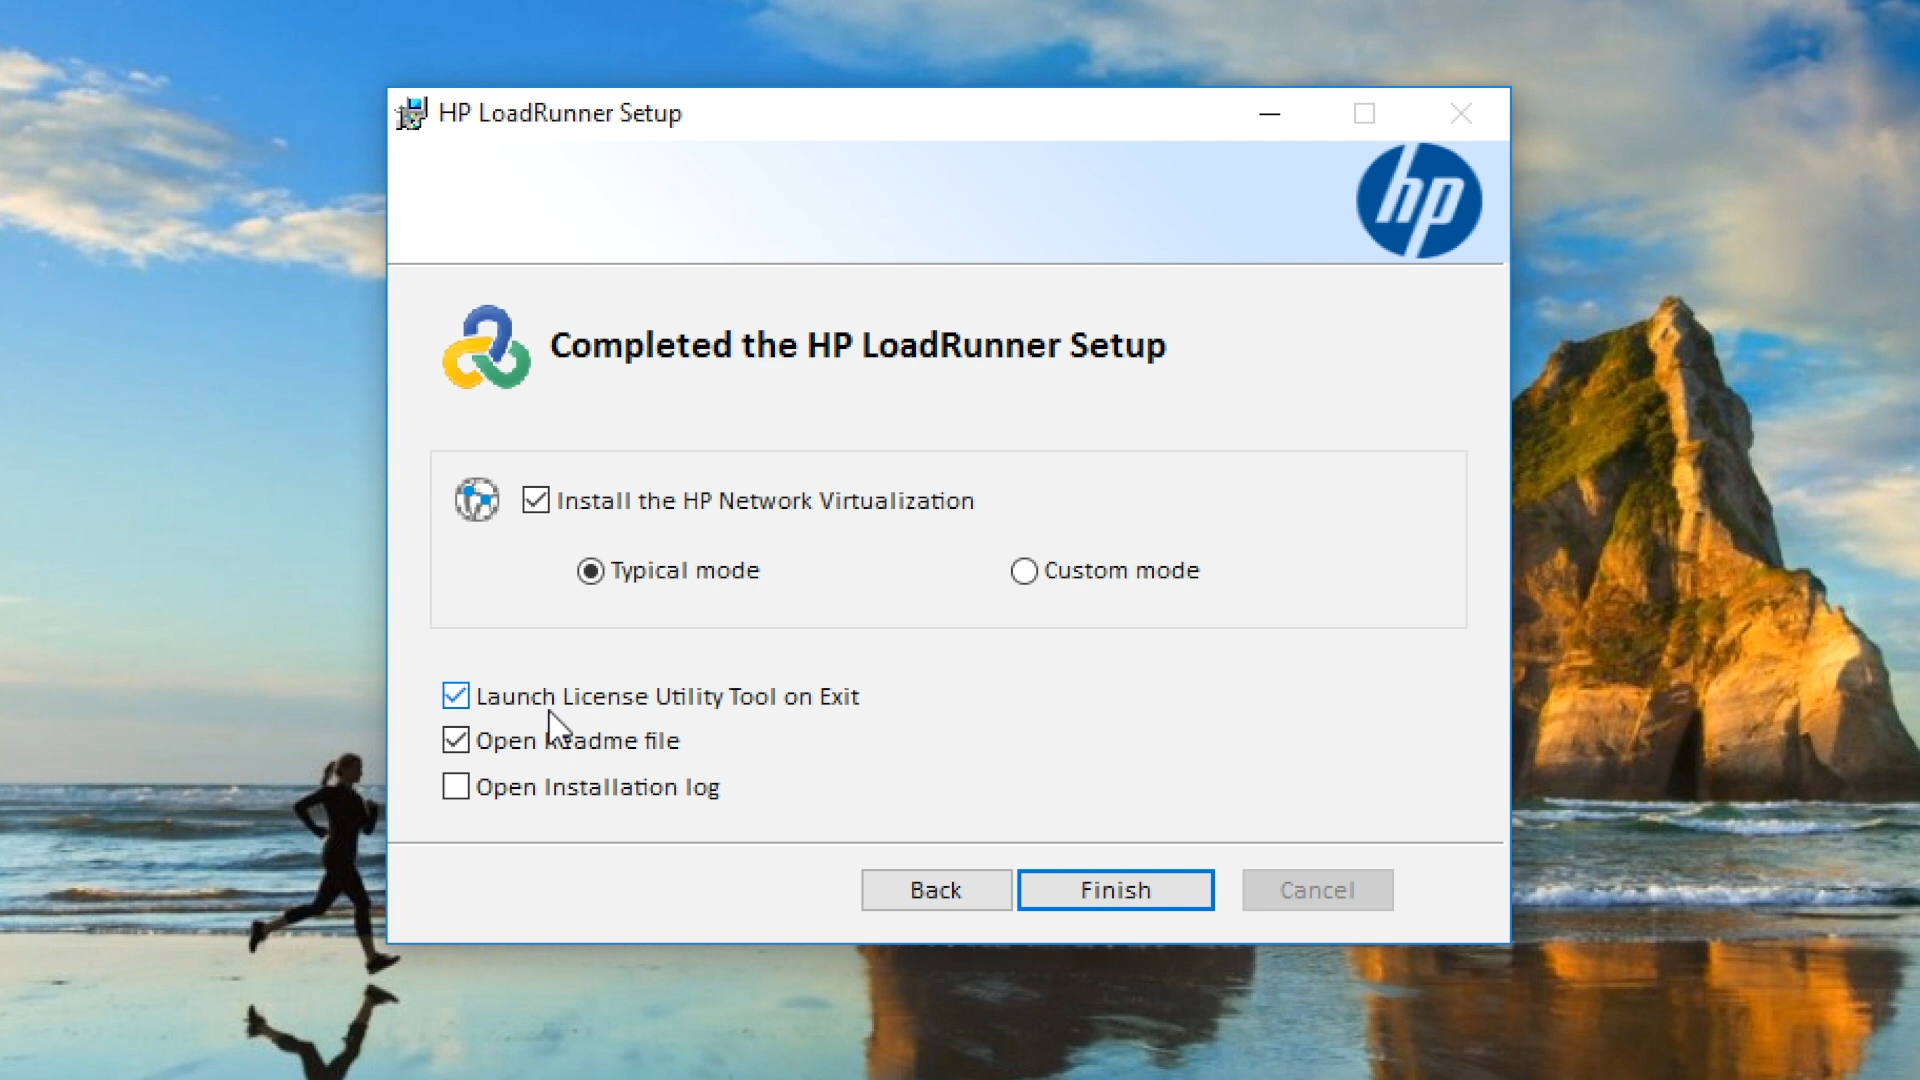 HP LoadRunner Setup
hp
Completed the HP LoadRunner Setup
Install the HP Network Virtualization
Typical mode
Custom mode
Launch License Utility Tool on Exit
Open Readme file
Open Installation log
Back
Finish
Cancel